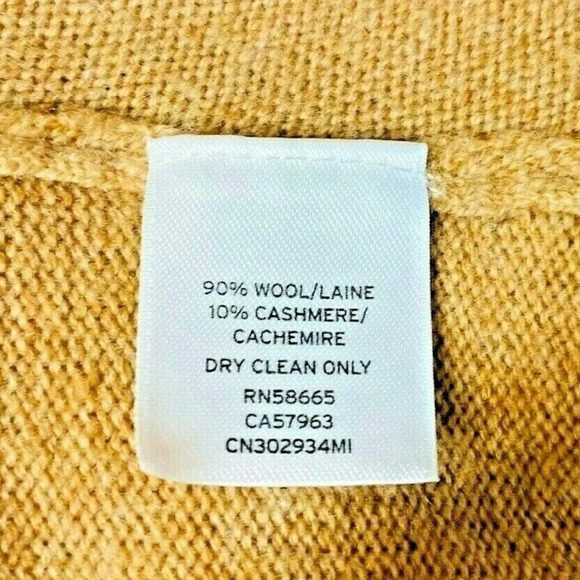 90% WOOL/LAINE
10% CASHMERE/
CACHEMIRE
DRY CLEAN ONLY
RN58665
CA57963
CN302934MI